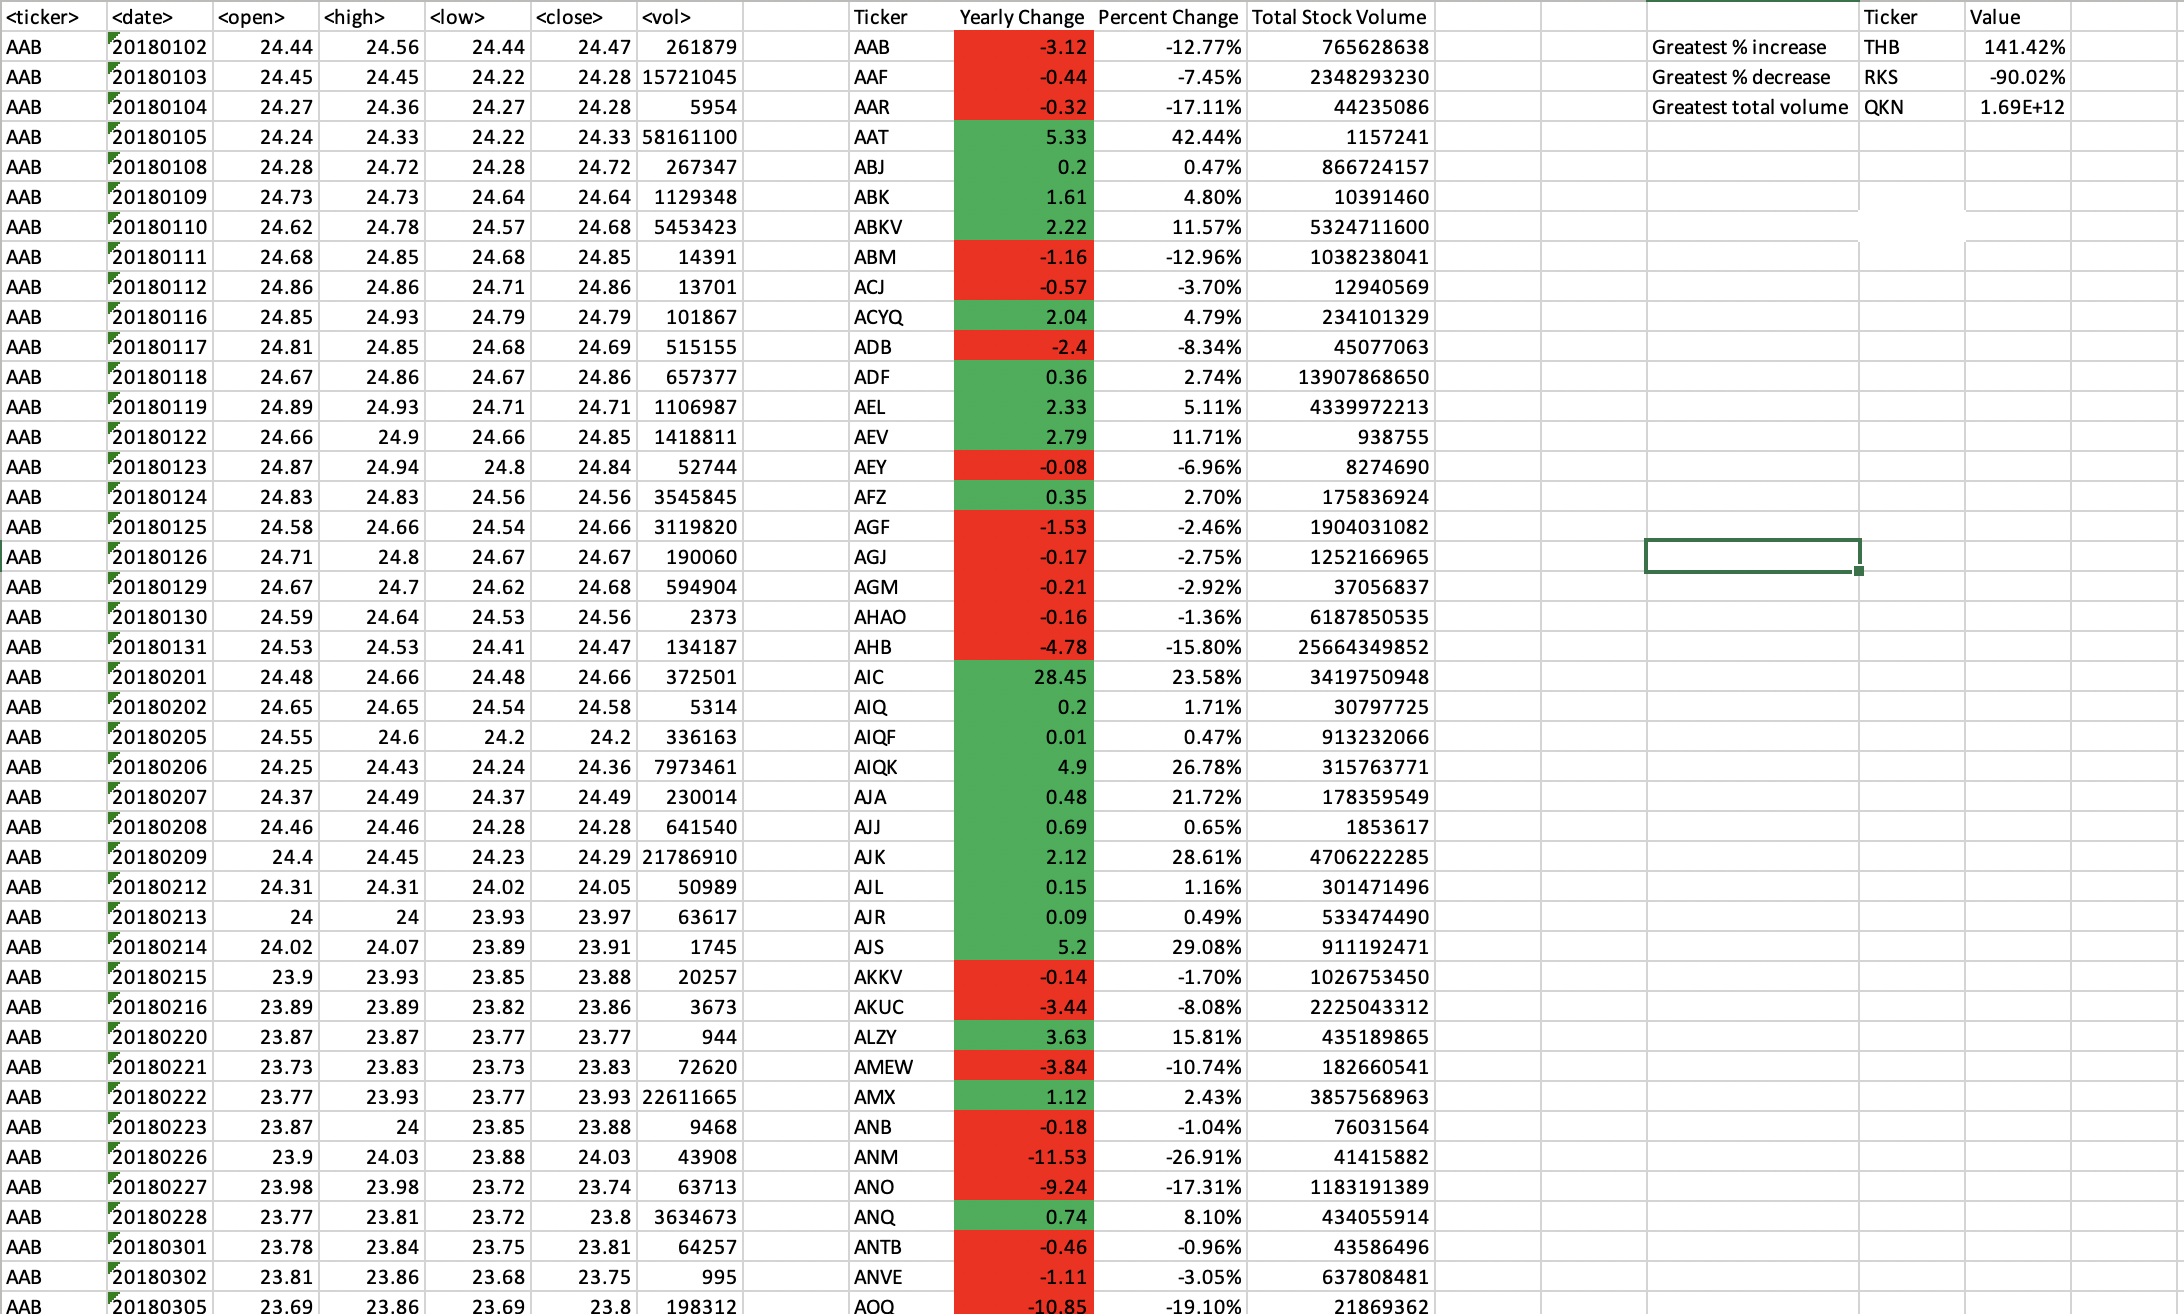 <ticker> <date> <open> <high> <low> <close> <vol> Ticker Yearly Change Percent Change Total Stock Volume Ticker Value
AAB 20180102 24.44 24.56 24.44 24.47 261879 AAB -3.12 -12.77% 765628638 Greatest % increase THB 141.42%
AAB 20180103 24.45 24.45 24.22 24.28 15721045 AAF -0.44 -7.45% 2348293230 Greatest % decrease RKS -90.02%
AAB 20180104 24.27 24.36 24.27 24.28 5954 AAR -0.32 -17.11% 44235086 Greatest total volume QKN 1.69E+12
AAB 20180105 24.24 24.33 24.22 24.33 58161100 AAT 5.33 42.44% 1157241
AAB 20180108 24.28 24.72 24.28 24.72 267347 ABJ 0.2 0.47% 866724157
AAB 20180109 24.73 24.73 24.64 24.64 1129348 ABK 1.61 4.80% 10391460
AAB 20180110 24.62 24.78 24.57 24.68 5453423 ABKV 2.22 11.57% 5324711600
AAB 20180111 24.68 24.85 24.68 24.85 14391 ABM -1.16 -12.96% 1038238041
AAB 20180112 24.86 24.86 24.71 24.86 13701 ACJ -0.57 -3.70% 12940569
AAB 20180116 24.85 24.93 24.79 24.79 101867 ACYQ 2.04 4.79% 234101329
AAB 20180117 24.81 24.85 24.68 24.69 515155 ADB -2.4 -8.34% 45077063
AAB 20180118 24.67 24.86 24.67 24.86 657377 ADF 0.36 2.74% 13907868650
AAB 20180119 24.89 24.93 24.71 24.71 1106987 AEL 2.33 5.11% 4339972213
AAB 20180122 24.66 24.9 24.66 24.85 1418811 AEV 2.79 11.71% 938755
AAB 20180123 24.87 24.94 24.8 24.84 52744 AEY -0.08 -6.96% 8274690
AAB 20180124 24.83 24.83 24.56 24.56 3545845 AFZ 0.35 2.70% 175836924
AAB 20180125 24.58 24.66 24.54 24.66 3119820 AGF -1.53 -2.46% 1904031082
AAB 20180126 24.71 24.8 24.67 24.67 190060 AGJ -0.17 -2.75% 1252166965
AAB 20180129 24.67 24.7 24.62 24.68 594904 AGM -0.21 -2.92% 37056837
AAB 20180130 24.59 24.64 24.53 24.56 2373 AHAO -0.16 -1.36% 6187850535
AAB 20180131 24.53 24.53 24.41 24.47 134187 AHB -4.78 -15.80% 25664349852
AAB 20180201 24.48 24.66 24.48 24.66 372501 AIC 28.45 23.58% 3419750948
AAB 20180202 24.65 24.65 24.54 24.58 5314 AIQ 0.2 1.71% 30797725
AAB 20180205 24.55 24.6 24.2 24.2 336163 AIQF 0.01 0.47% 913232066
AAB 20180206 24.25 24.43 24.24 24.36 7973461 AIQK 4.9 26.78% 315763771
AAB 20180207 24.37 24.49 24.37 24.49 230014 AJA 0.48 21.72% 178359549
AAB 20180208 24.46 24.46 24.28 24.28 641540 AJJ 0.69 0.65% 1853617
AAB 20180209 24.4 24.45 24.23 24.29 21786910 AJK 2.12 28.61% 4706222285
AAB 20180212 24.31 24.31 24.02 24.05 50989 AJL 0.15 1.16% 301471496
AAB 20180213 24 24 23.93 23.97 63617 AJR 0.09 0.49% 533474490
AAB 20180214 24.02 24.07 23.89 23.91 1745 AJS 5.2 29.08% 911192471
AAB 20180215 23.9 23.93 23.85 23.88 20257 AKKV -0.14 -1.70% 1026753450
AAB 20180216 23.89 23.89 23.82 23.86 3673 AKUC -3.44 -8.08% 2225043312
AAB 20180220 23.87 23.87 23.77 23.77 944 ALZY 3.63 15.81% 435189865
AAB 20180221 23.73 23.83 23.73 23.83 72620 AMEW -3.84 -10.74% 182660541
AAB 20180222 23.77 23.93 23.77 23.93 22611665 AMX 1.12 2.43% 3857568963
AAB 20180223 23.87 24 23.85 23.88 9468 ANB -0.18 -1.04% 76031564
AAB 20180226 23.9 24.03 23.88 24.03 43908 ANM -11.53 -26.91% 41415882
AAB 20180227 23.98 23.98 23.72 23.74 63713 ANO -9.24 -17.31% 1183191389
AAB 20180228 23.77 23.81 23.72 23.8 3634673 ANQ 0.74 8.10% 434055914
AAB 20180301 23.78 23.84 23.75 23.81 64257 ANTB -0.46 -0.96% 43586496
AAB 20180302 23.81 23.86 23.68 23.75 995 ANVE -1.11 -3.05% 637808481
AAB 20180305 23.69 23.86 23.69 23.8 198312 AOQ -10.85 -19.10% 21869362